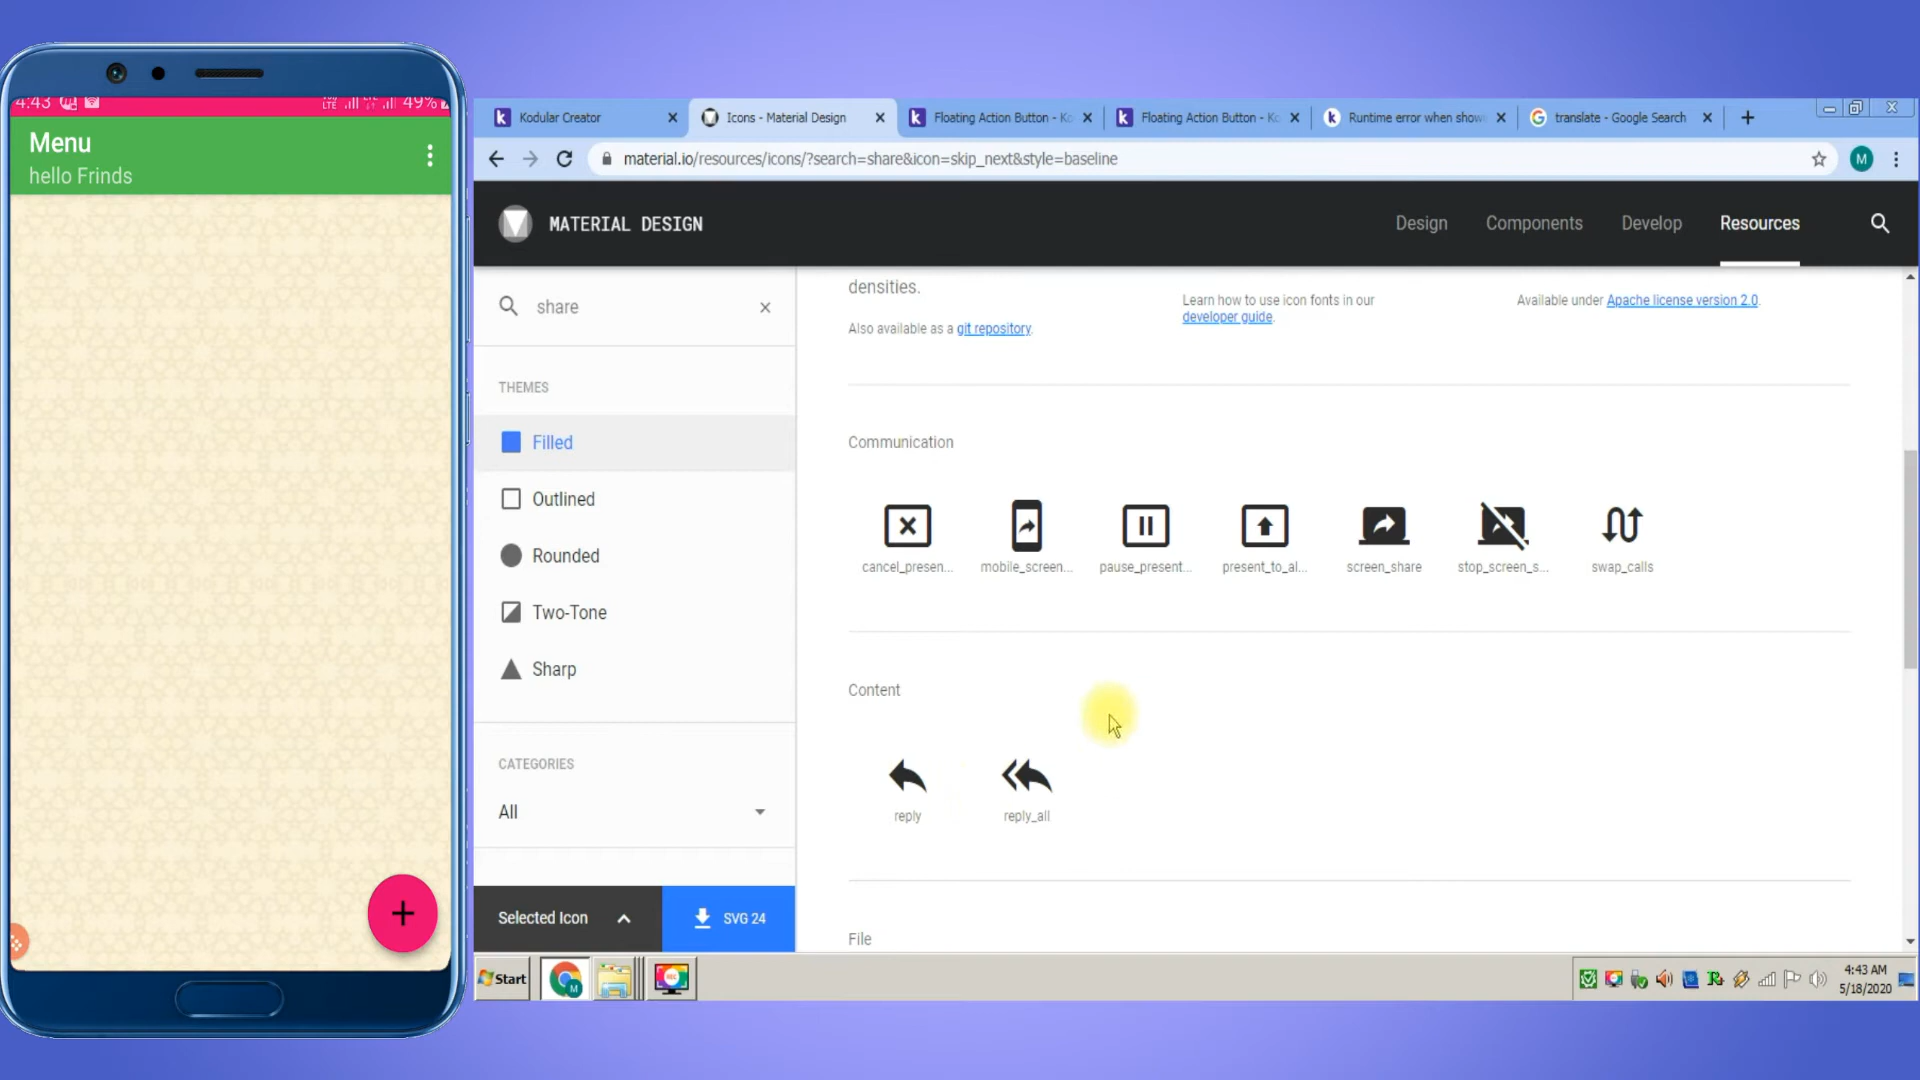 4:43
49%
Menu
hello Frinds
Kodular Creator
Icons - Material Design
Floating Action Button - Ko
Floating Action Button - Ko
Runtime error when show
translate - Google Search
material.io/resources/icons/?search=share&icon=skip_next&style=baseline
M
MATERIAL DESIGN
Design
Components
Develop
Resources
share
THEMES
Filled
Outlined
Rounded
Two-Tone
Sharp
CATEGORIES
All
Selected Icon
SVG 24
densities.
Also available as a git repository.
Learn how to use icon fonts in our
developer guide.
Available under Apache license version 2.0.
Communication
cancel_presen...
mobile_screen...
pause_present...
present_to_al...
screen_share
stop_screen_s...
swap_calls
Content
reply
reply_all
File
Start
4:43 AM
5/18/2020